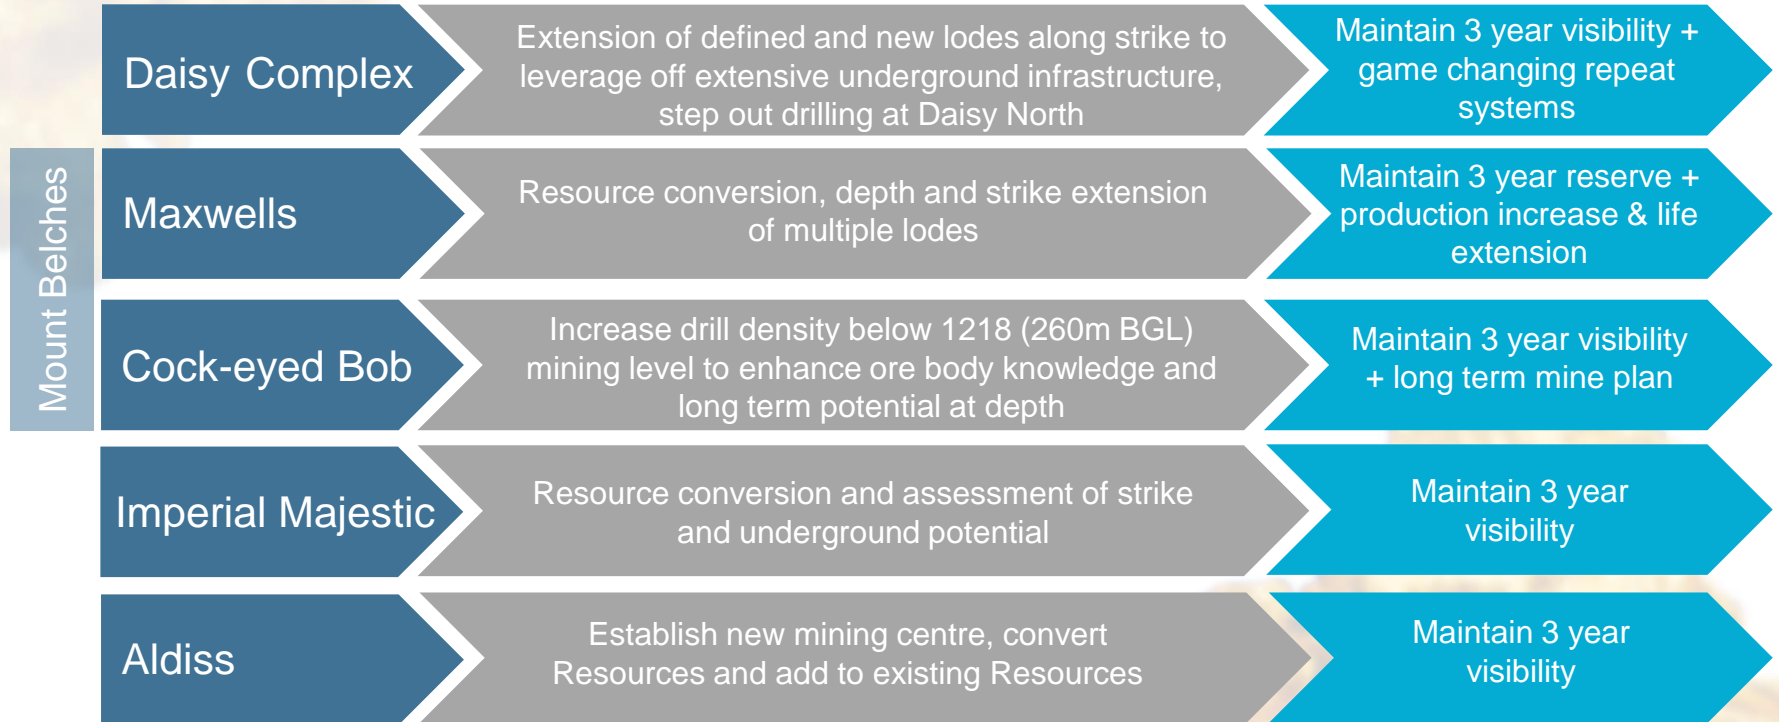 Daisy Complex
Extension of defined and new lodes along strike to
leverage off extensive underground infrastructure,
step out drilling at Daisy North
Maintain 3 year visibility +
game changing repeat
systems
Mount Belches
Maxwells
Resource conversion, depth and strike extension
of multiple lodes
Maintain 3 year reserve +
production increase & life
extension
Cock-eyed Bob
Increase drill density below 1218 (260m BGL)
mining level to enhance ore body knowledge and
long term potential at depth
Maintain 3 year visibility
+ long term mine plan
Imperial Majestic
Resource conversion and assessment of strike
and underground potential
Maintain 3 year
visibility
Aldiss
Establish new mining centre, convert
Resources and add to existing Resources
Maintain 3 year
visibility